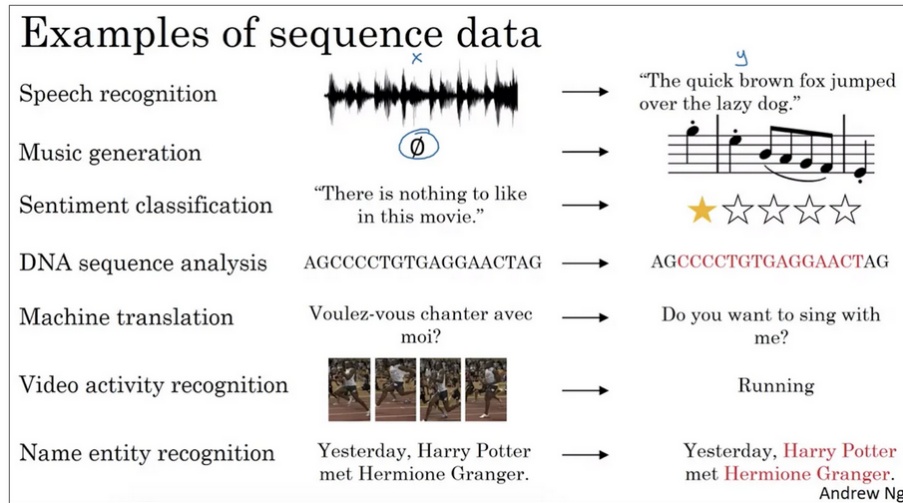 Examples of sequence data
x
y
Speech recognition
“The quick brown fox jumped
over the lazy dog.”
Music generation
∅
Sentiment classification
“There is nothing to like
in this movie.”
DNA sequence analysis
AGCCCCTGTGAGGAACTAG
AGCCCCTGTGAGGAACTAG
Machine translation
Voulez-vous chanter avec
moi?
Do you want to sing with
me?
Video activity recognition
Running
Name entity recognition
Yesterday, Harry Potter
met Hermione Granger.
Yesterday, Harry Potter
met Hermione Granger.
Andrew Ng